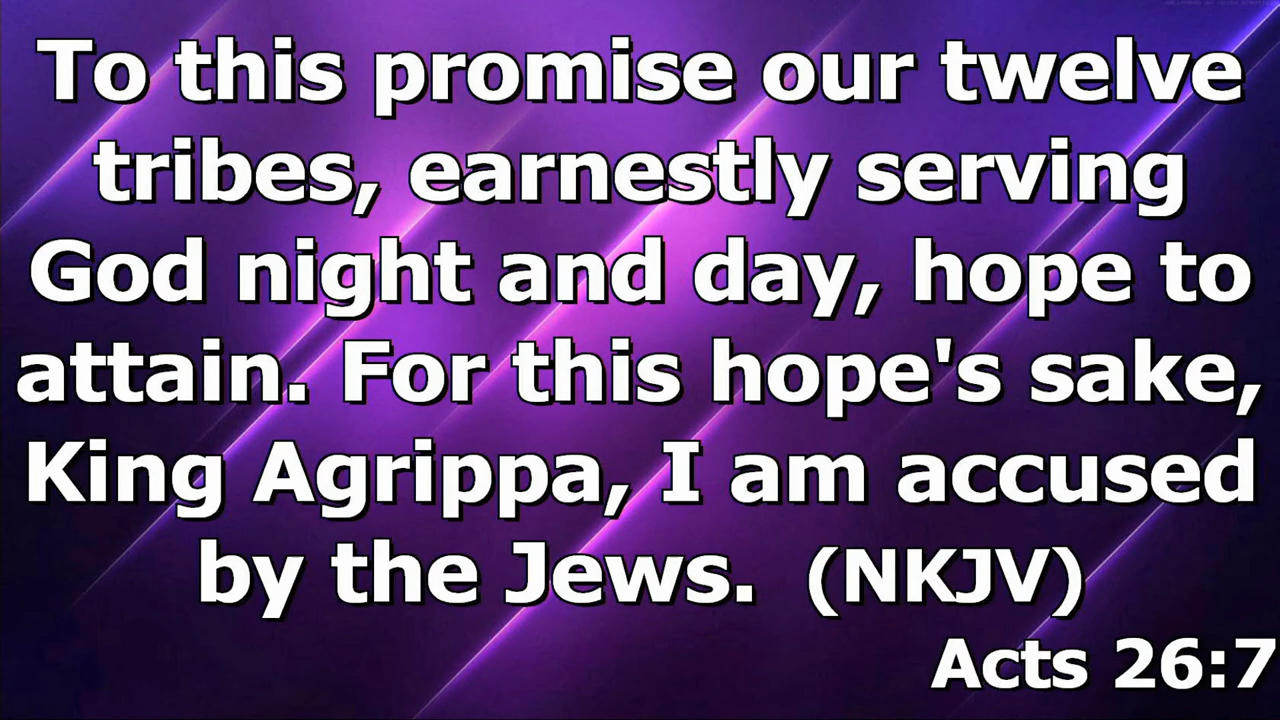 To this promise our twelve
tribes, earnestly serving
God night and day, hope to
attain. For this hope's sake,
King Agrippa, I am accused
by the Jews.  (NKJV)
Acts 26:7